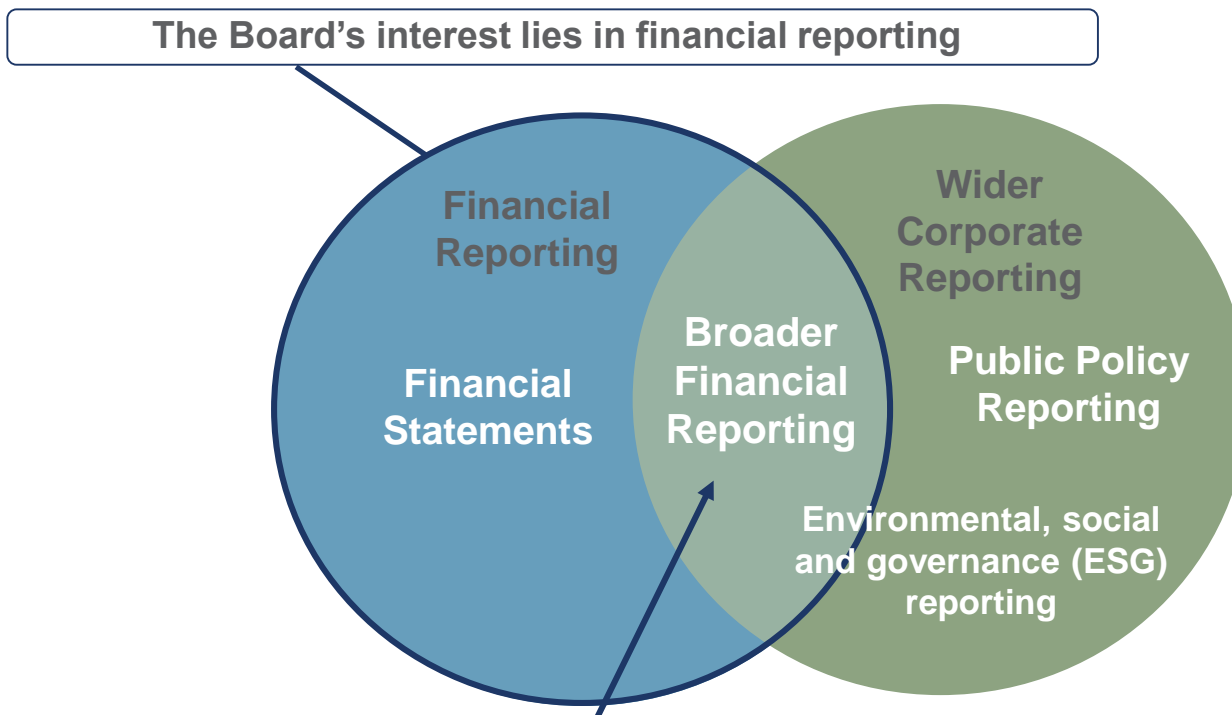 The Board’s interest lies in financial reporting
Financial
Reporting
Wider
Corporate
Reporting
Financial
Statements
Broader
Financial
Reporting
Public Policy
Reporting
Environmental, social
and governance (ESG)
reporting